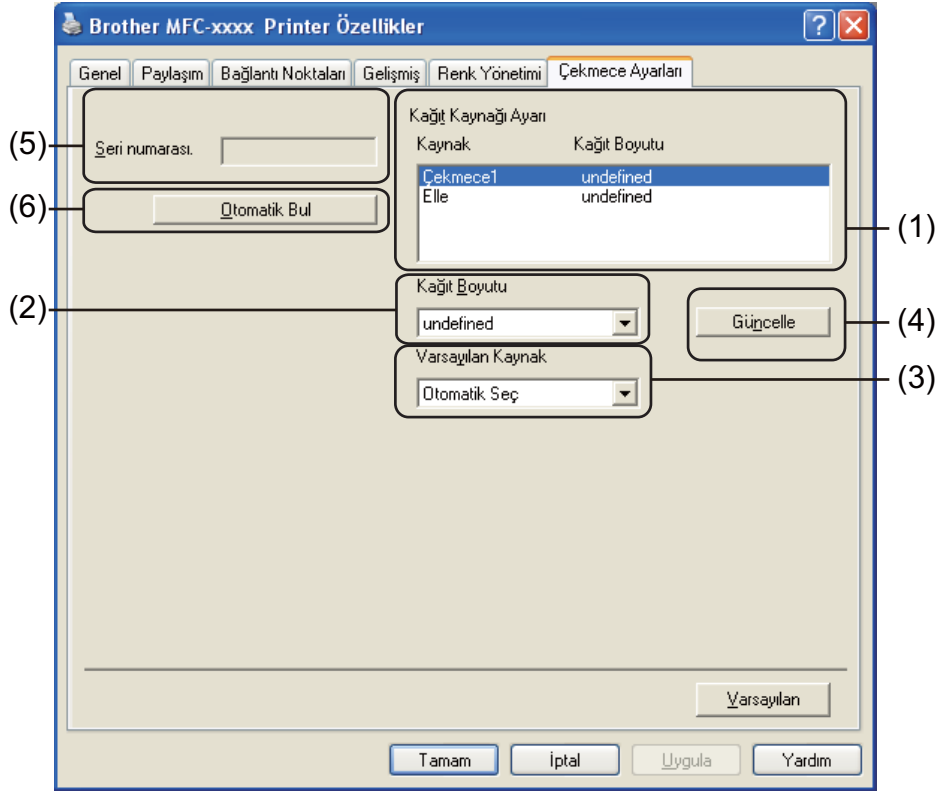 Brother MFC-xxxx Printer Özellikler
Genel Paylaşım Bağlantı Noktaları Gelişmiş Renk Yönetimi Çekmece Ayarları
(5)
Seri numarası.
(6)
Otomatik Bul
Kağıt Kaynağı Ayarı
Kaynak Kağıt Boyutu
Çekmece1 undefined
Elle undefined
(1)
(2)
Kağıt Boyutu
undefined
Güncelle
(4)
Varsayılan Kaynak
Otomatik Seç
(3)
Varsayılan
Tamam İptal Uygula Yardım